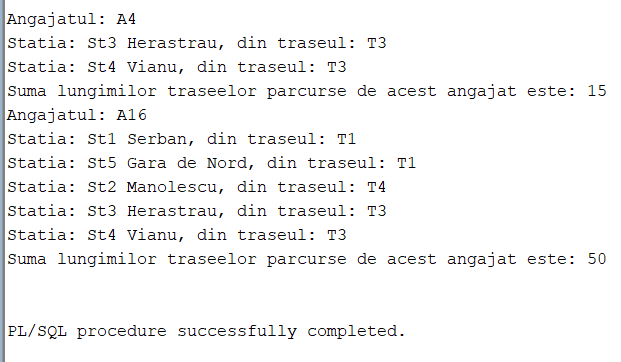 Angajatul: A4
Statia: St3 Herastrau, din traseul: T3
Statia: St4 Vianu, din traseul: T3
Suma lungimilor traseelor parcurse de acest angajat este: 15
Angajatul: A16
Statia: St1 Serban, din traseul: T1
Statia: St5 Gara de Nord, din traseul: T1
Statia: St2 Manolescu, din traseul: T4
Statia: St3 Herastrau, din traseul: T3
Statia: St4 Vianu, din traseul: T3
Suma lungimilor traseelor parcurse de acest angajat este: 50
PL/SQL procedure successfully completed.